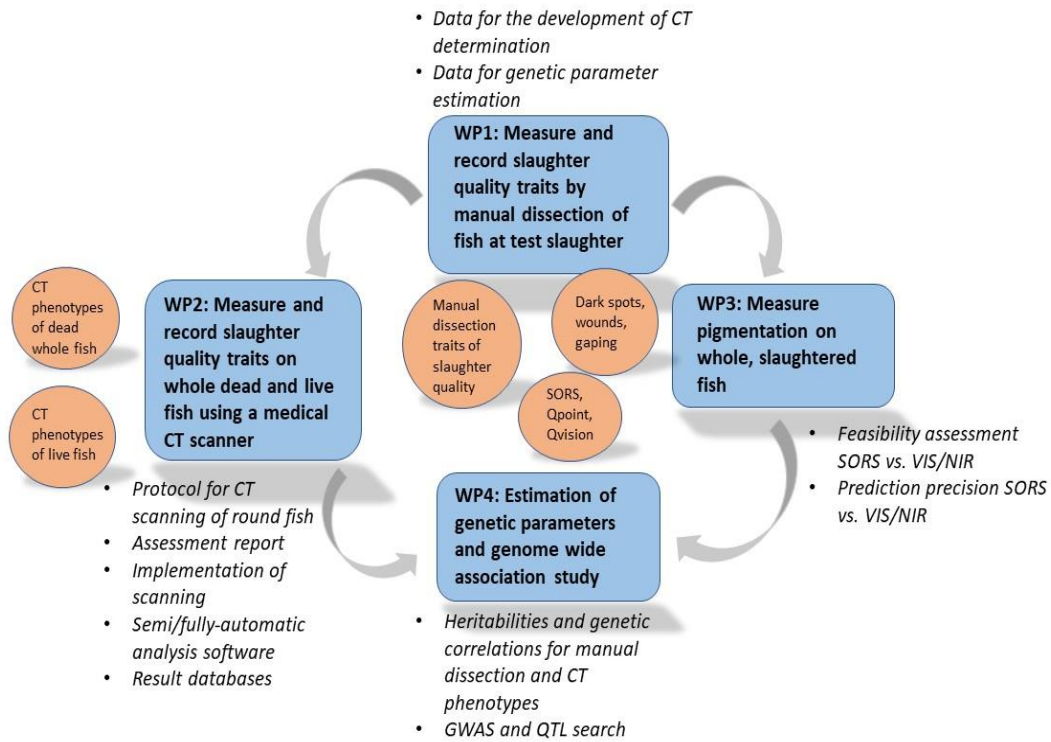 • Data for the development of CT
determination
• Data for genetic parameter
estimation
WP1: Measure and
record slaughter
quality traits by
manual dissection of
fish at test slaughter
CT
phenotypes
of dead
whole fish
CT
phenotypes
of live fish
WP2: Measure and
record slaughter
quality traits on
whole dead and live
fish using a medical
CT scanner
Manual
dissection
traits of
slaughter
quality
Dark spots,
wounds,
gaping
SORS,
Qpoint,
Qvision
WP3: Measure
pigmentation on
whole, slaughtered
fish
• Protocol for CT
scanning of round fish
• Assessment report
• Implementation of
scanning
• Semi/fully-automatic
analysis software
• Result databases
WP4: Estimation of
genetic parameters
and genome wide
association study
• Feasibility assessment
SORS vs. VIS/NIR
• Prediction precision SORS
vs. VIS/NIR
• Heritabilities and genetic
correlations for manual
dissection and CT
phenotypes
• GWAS and QTL search